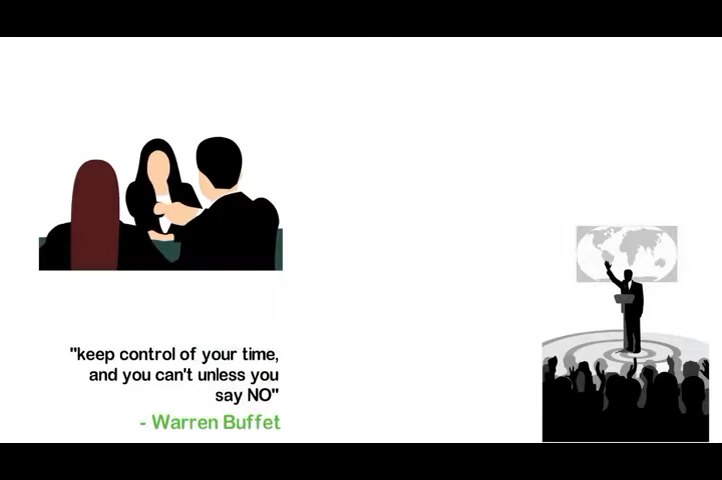 "keep control of your time,
and you can't unless you
say NO"
- Warren Buffet